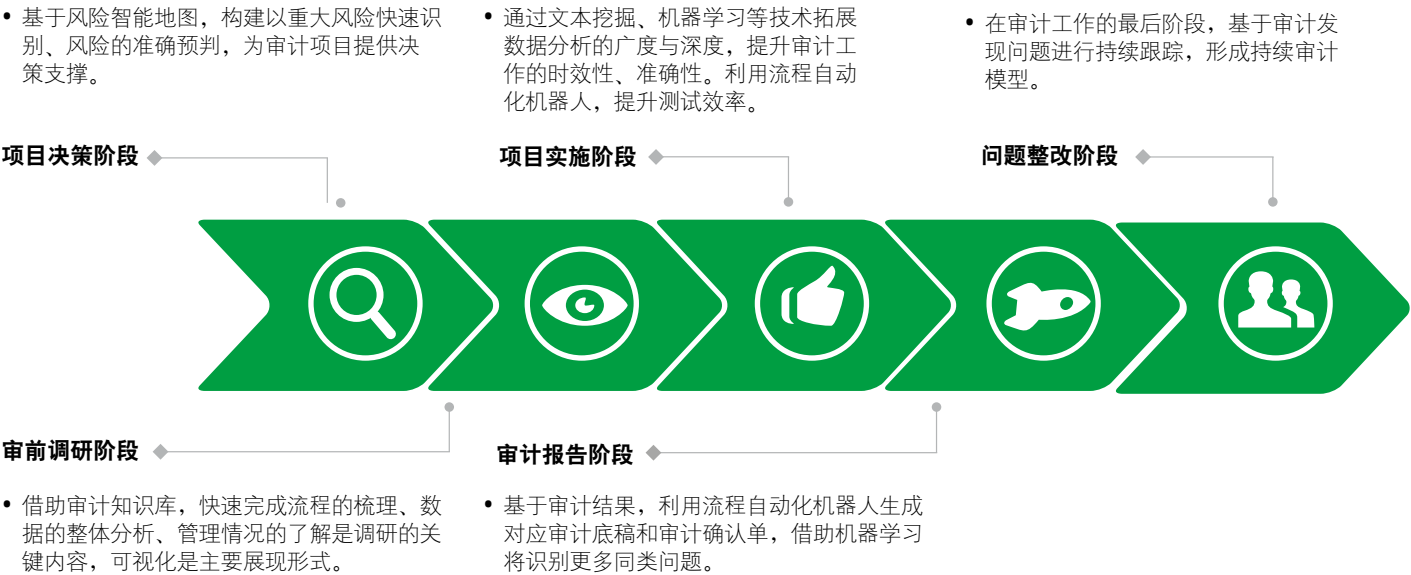 • 基于风险智能地图，构建以重大风险快速识
别、风险的准确预判，为审计项目提供决
策支撑。
项目决策阶段
• 通过文本挖掘、机器学习等技术拓展
数据分析的广度与深度，提升审计工
作的时效性、准确性。利用流程自动
化机器人，提升测试效率。
项目实施阶段
• 在审计工作的最后阶段，基于审计发
现问题进行持续跟踪，形成持续审计
模型。
问题整改阶段
审前调研阶段
• 借助审计知识库，快速完成流程的梳理、数
据的整体分析、管理情况的了解是调研的关
键内容，可视化是主要展现形式。
审计报告阶段
• 基于审计结果，利用流程自动化机器人生成
对应审计底稿和审计确认单，借助机器学习
将识别更多同类问题。